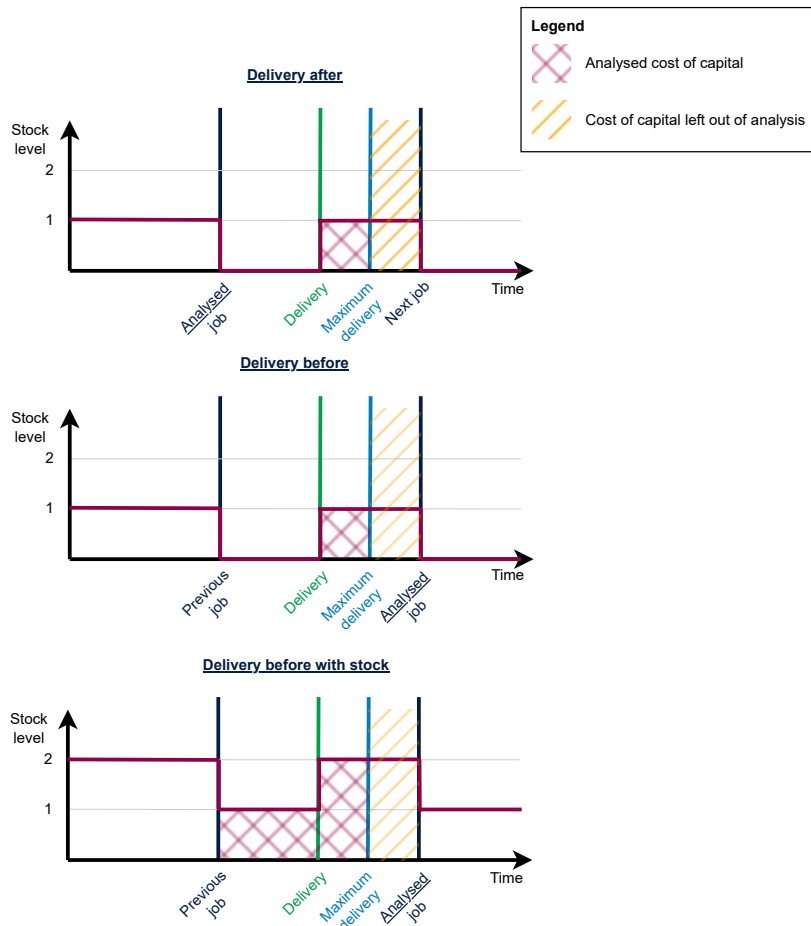 Legend
Analysed cost of capital
Cost of capital left out of analysis
Delivery after
Stock
level
2
1
Time
Analysed
job
Delivery
Maximum
delivery
Next job
Delivery before
Stock
level
2
1
Time
Previous
job
Delivery
Maximum
delivery
Analysed
job
Delivery before with stock
Stock
level
2
1
Time
Previous
job
Delivery
Maximum
delivery
Analysed
job